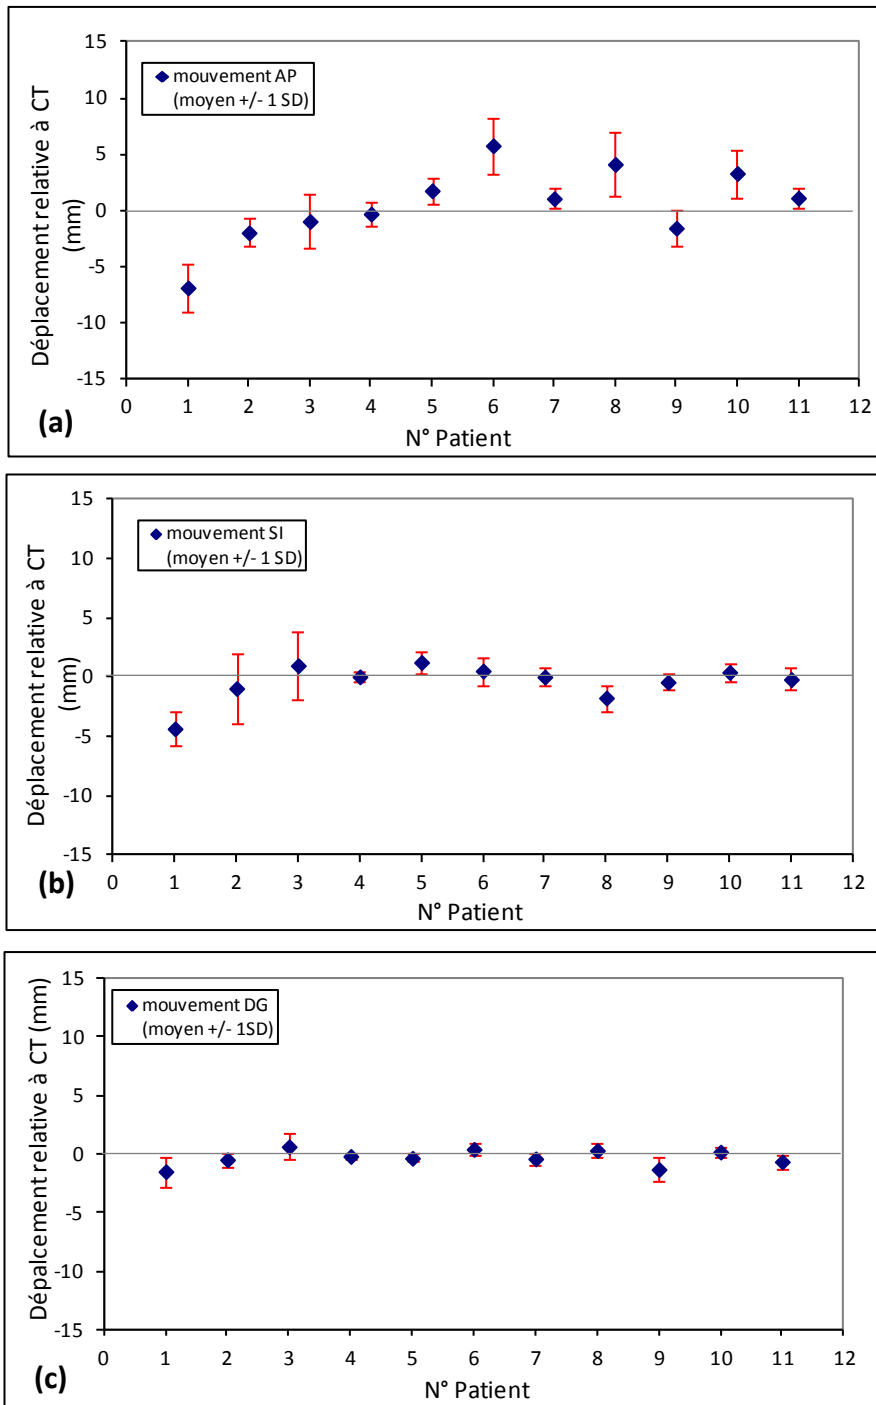 15
10
5
0
-5
-10
-15
mouvement AP
(moyen +/- 1 SD)
Déplacement relative à CT
(mm)
0 1 2 3 4 5 6 7 8 9 10 11 12
N° Patient
(a)
15
10
5
0
-5
-10
-15
mouvement SI
(moyen +/- 1 SD)
Déplacement relative à CT
(mm)
0 1 2 3 4 5 6 7 8 9 10 11 12
N° Patient
(b)
15
10
5
0
-5
-10
-15
mouvement DG
(moyen +/- 1SD)
Dépalcement relative à CT (mm)
0 1 2 3 4 5 6 7 8 9 10 11 12
N° Patient
(c)